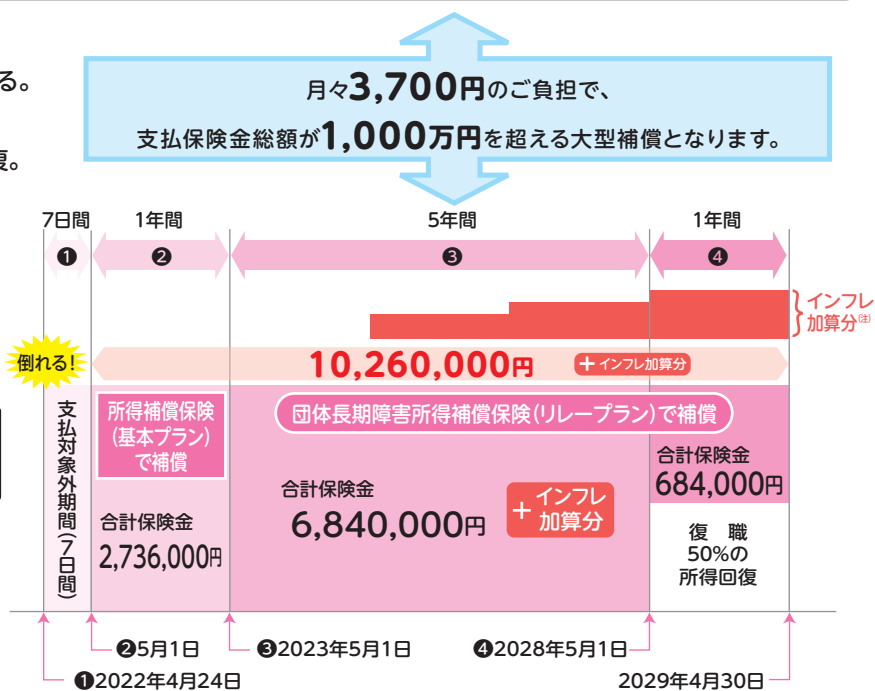 る。
復。
月々3,700円のご負担で、
支払保険金総額が1,000万円を超える大型補償となります。
7日間
1年間
5年間
1年間
❶
❷
❸
❹
インフレ
加算分(注)
倒れる!
10,260,000円
+インフレ加算分
支払対象外期間(7日間)
所得補償保険
(基本プラン)
で補償
合計保険金
2,736,000円
団体長期障害所得補償保険(リレープラン)で補償
合計保険金
6,840,000円
+インフレ
加算分
合計保険金
684,000円
復 職
50%の
所得回復
❷5月1日
❸2023年5月1日
❹2028年5月1日
❶2022年4月24日
2029年4月30日